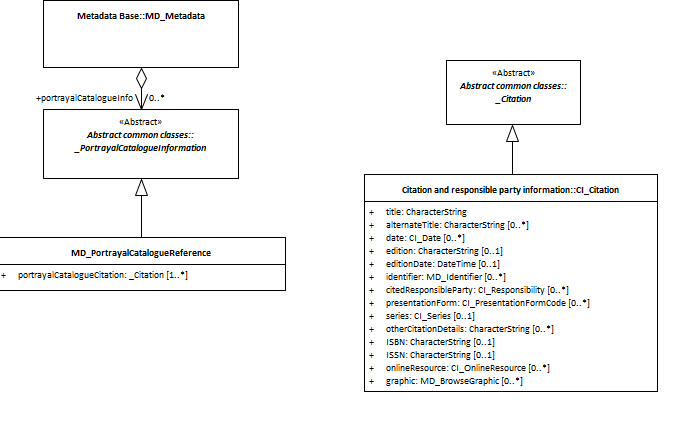 Metadata Base::MD_Metadata
+portrayalCatalogueInfo 0..*
«Abstract»
Abstract common classes::
_PortrayalCatalogueInformation
MD_PortrayalCatalogueReference
+ portrayalCatalogueCitation: _Citation [1..*]
«Abstract»
Abstract common classes::
_Citation
Citation and responsible party information::CI_Citation
+ title: CharacterString
+ alternateTitle: CharacterString [0..*]
+ date: CI_Date [0..*]
+ edition: CharacterString [0..1]
+ editionDate: DateTime [0..1]
+ identifier: MD_Identifier [0..*]
+ citedResponsibleParty: CI_Responsibility [0..*]
+ presentationForm: CI_PresentationFormCode [0..*]
+ series: CI_Series [0..1]
+ otherCitationDetails: CharacterString [0..*]
+ ISBN: CharacterString [0..1]
+ ISSN: CharacterString [0..1]
+ onlineResource: CI_OnlineResource [0..*]
+ graphic: MD_BrowseGraphic [0..*]